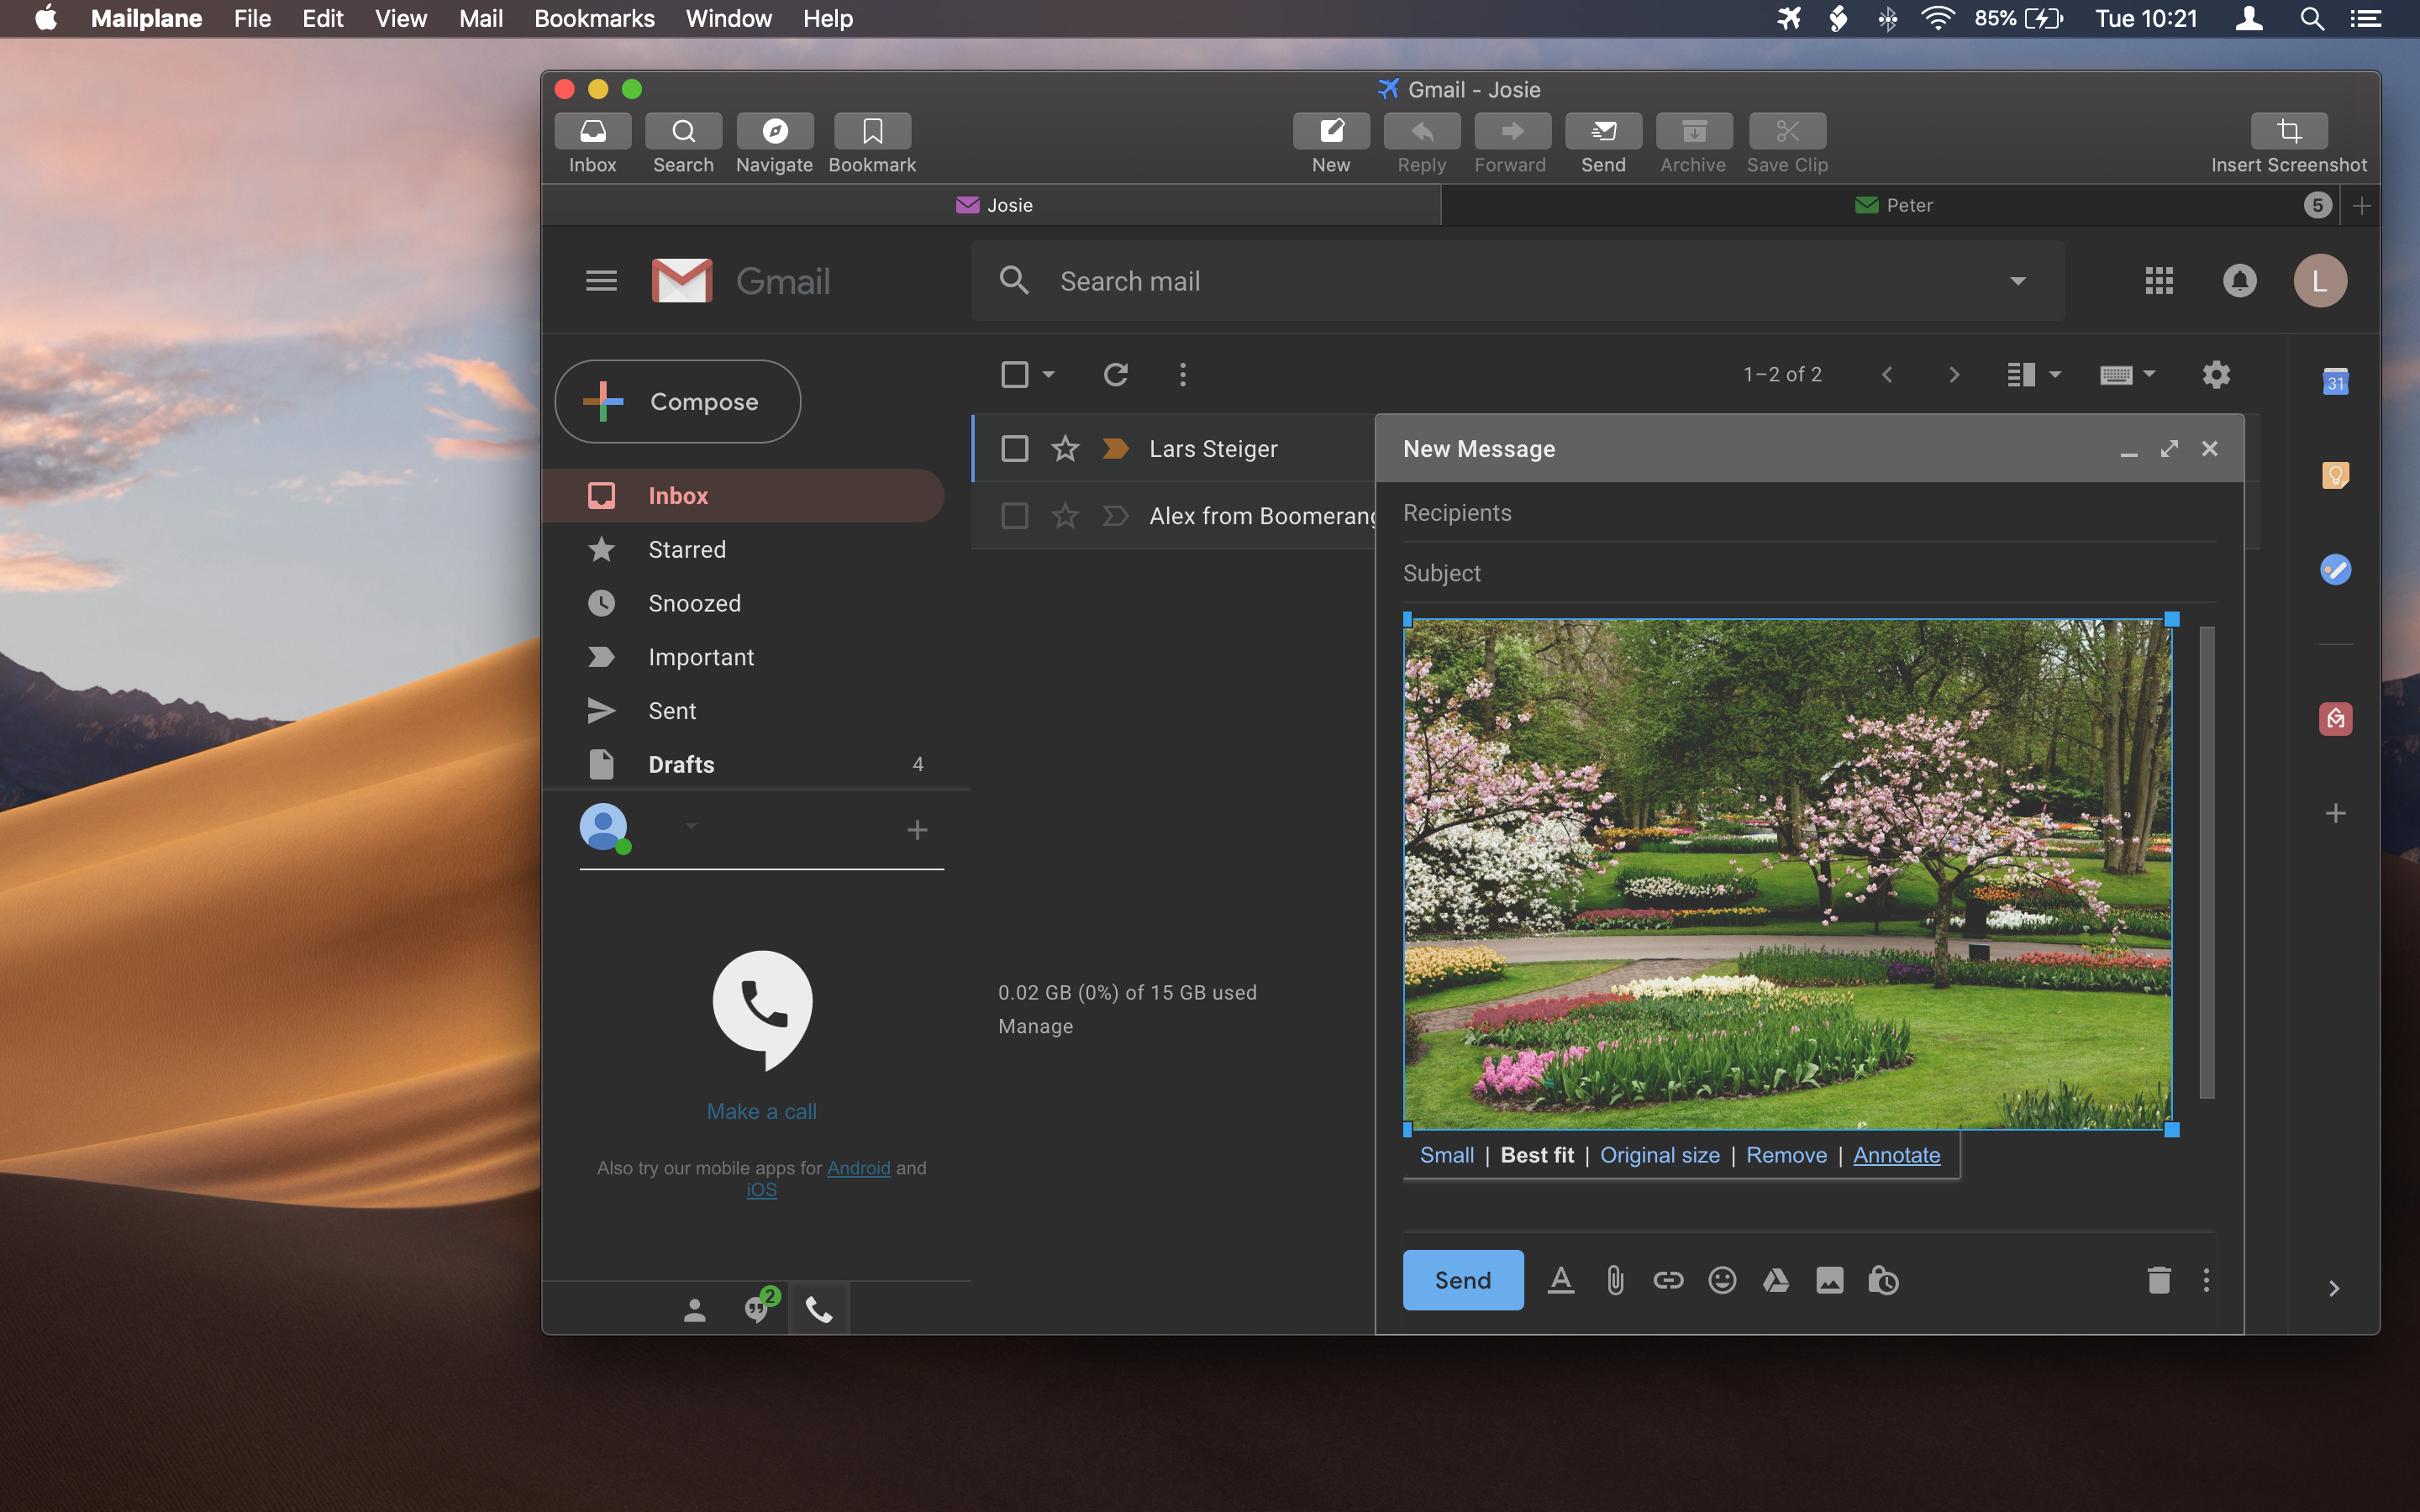 Mailplane File Edit View Mail Bookmarks Window Help 85% Tue 10:21
Gmail - Josie
Inbox Search Navigate Bookmark New Reply Forward Send Archive Save Clip Insert Screenshot
Josie Peter 5
Gmail Search mail L
Compose 1–2 of 2 31
Lars Steiger
Alex from Boomerang
Inbox
Starred
Snoozed
Important
Sent
Drafts 4
Make a call
Also try our mobile apps for Android and
iOS
2
0.02 GB (0%) of 15 GB used
Manage
New Message
Recipients
Subject
Small | Best fit | Original size | Remove | Annotate
Send